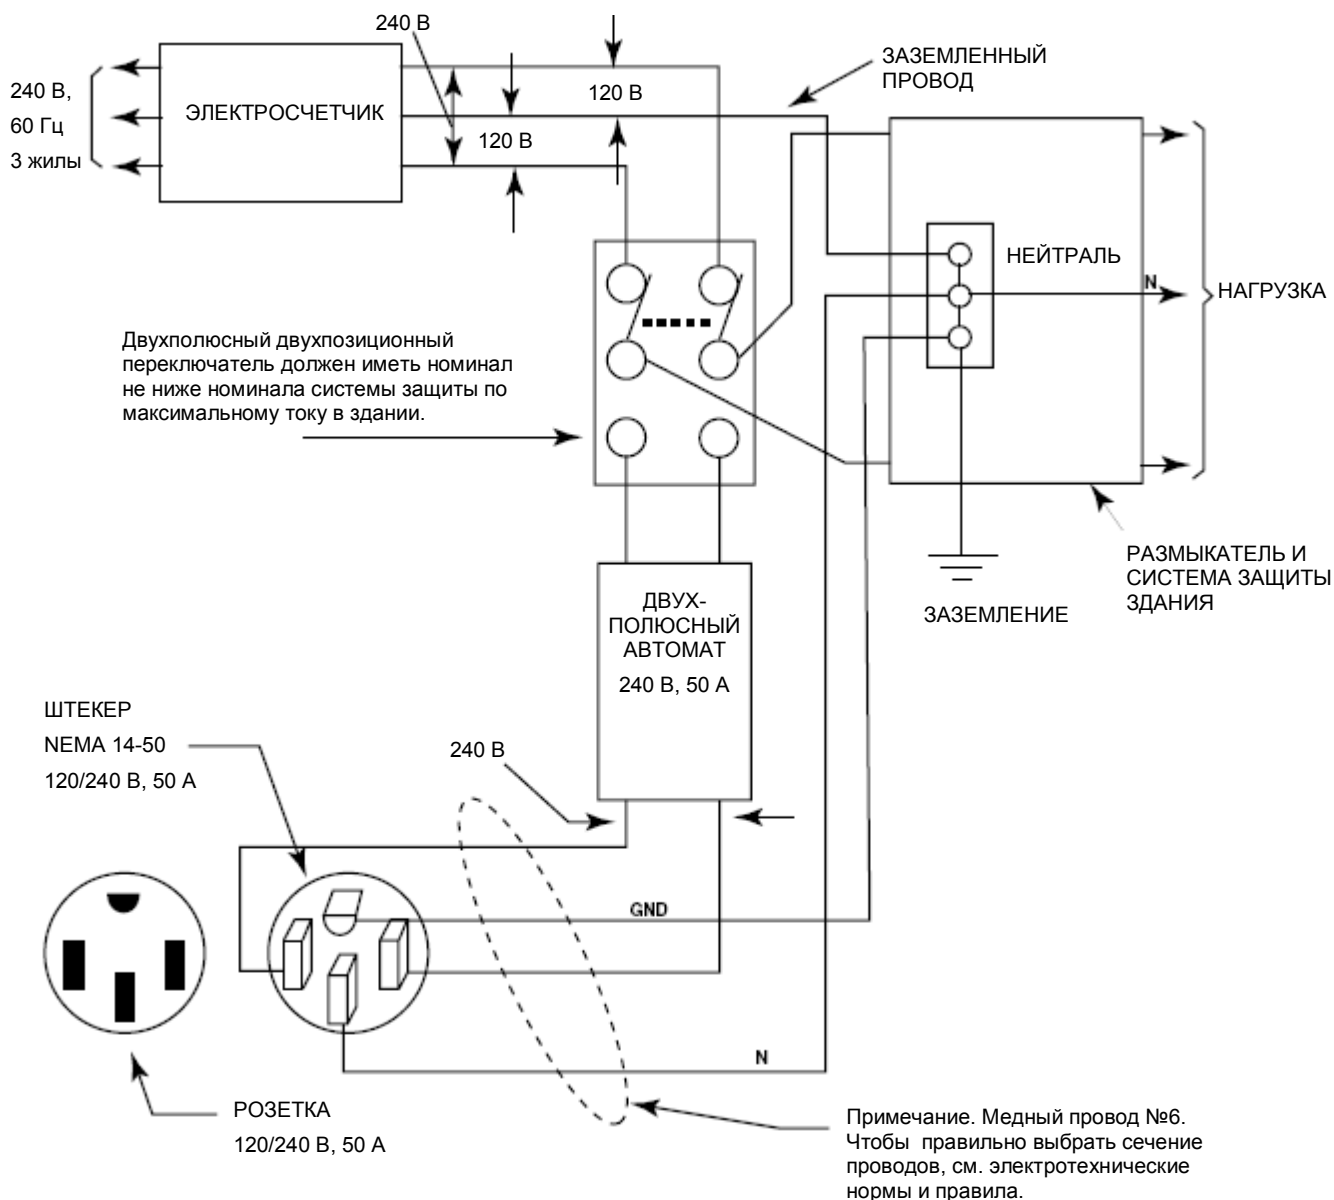 240 В
ЗАЗЕМЛЕННЫЙ
ПРОВОД
240 В,
60 Гц
3 жилы
ЭЛЕКТРОСЧЕТЧИК
120 В
120 В
НЕЙТРАЛЬ
N
НАГРУЗКА
Двухполюсный двухпозиционный
переключатель должен иметь номинал
не ниже номинала системы защиты по
максимальному току в здании.
РАЗМЫКАТЕЛЬ И
СИСТЕМА ЗАЩИТЫ
ЗДАНИЯ
ЗАЗЕМЛЕНИЕ
ДВУХ-
ПОЛЮСНЫЙ
АВТОМАТ
240 В, 50 А
ШТЕКЕР
NEMA 14-50
120/240 В, 50 А
240 В
GND
N
РОЗЕТКА
120/240 В, 50 А
Примечание. Медный провод №6.
Чтобы правильно выбрать сечение
проводов, см. электротехнические
нормы и правила.